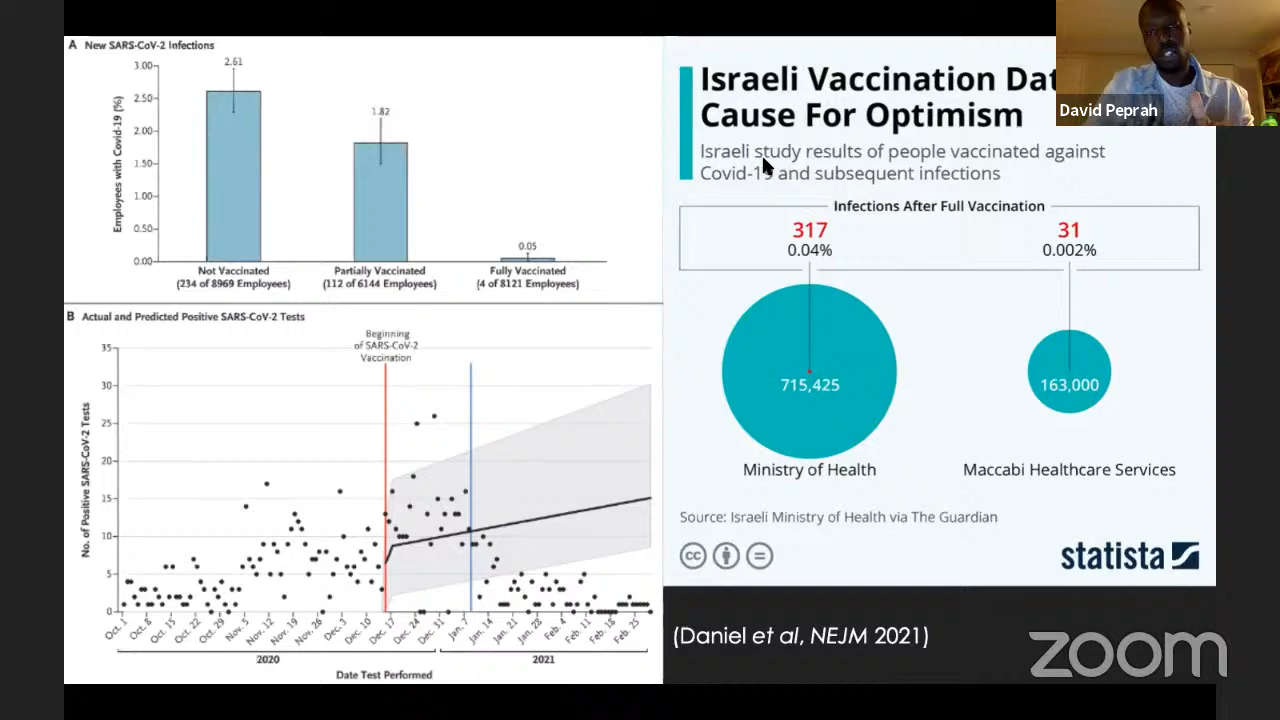 A New SARS-CoV-2 Infections
Employees with Covid-19 (%)
3.00
2.50
2.00
1.50
1.00
0.50
0.00
2.61
1.82
0.05
Not Vaccinated
(234 of 8969 Employees)
Partially Vaccinated
(112 of 6144 Employees)
Fully Vaccinated
(4 of 8121 Employees)
B Actual and Predicted Positive SARS-CoV-2 Tests
Beginning
of SARS-CoV-2
Vaccination
No. of Positive SARS-CoV-2 Tests
35
30
25
20
15
10
5
0
Oct. 1
Oct. 8
Oct. 15
Oct. 22
Oct. 29
Nov. 5
Nov. 12
Nov. 19
Nov. 26
Dec. 3
Dec. 10
Dec. 17
Dec. 24
Dec. 31
Jan. 7
Jan. 14
Jan. 21
Jan. 28
Feb. 4
Feb. 11
Feb. 18
Feb. 25
2020
2021
Date Test Performed
Israeli Vaccination Dat
Cause For Optimism
Israeli study results of people vaccinated against
Covid-19 and subsequent infections
Infections After Full Vaccination
317
0.04%
31
0.002%
715,425
163,000
Ministry of Health
Maccabi Healthcare Services
Source: Israeli Ministry of Health via The Guardian
cc
statista
(Daniel et al, NEJM 2021)
David Peprah
zoom